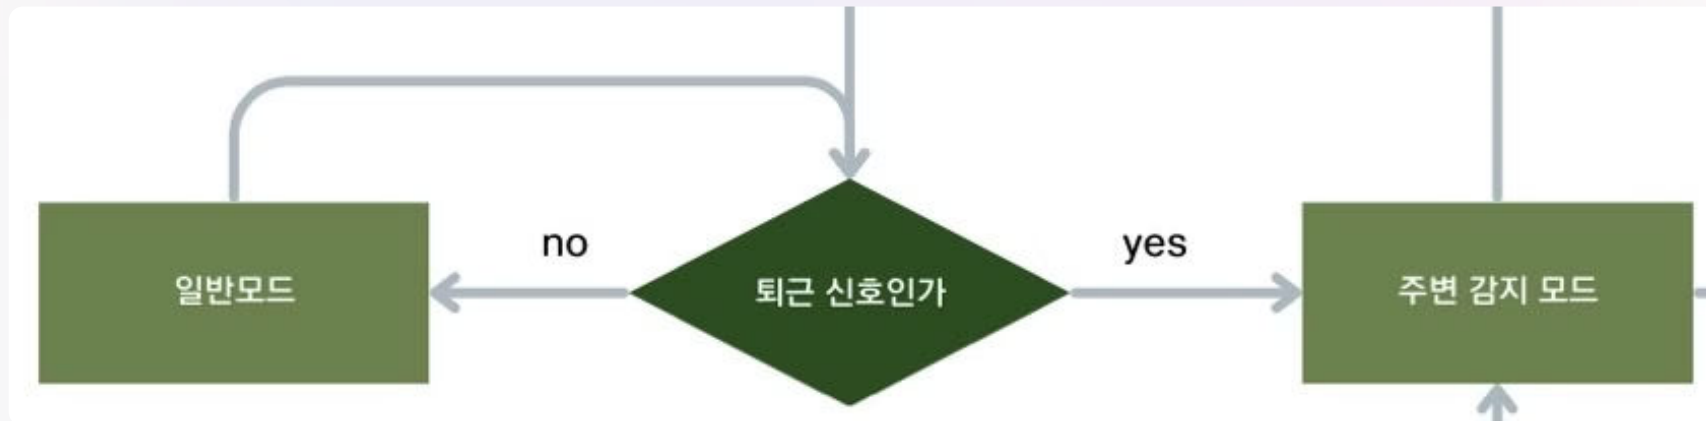 no
yes
일반모드
퇴근 신호인가
주변 감지 모드